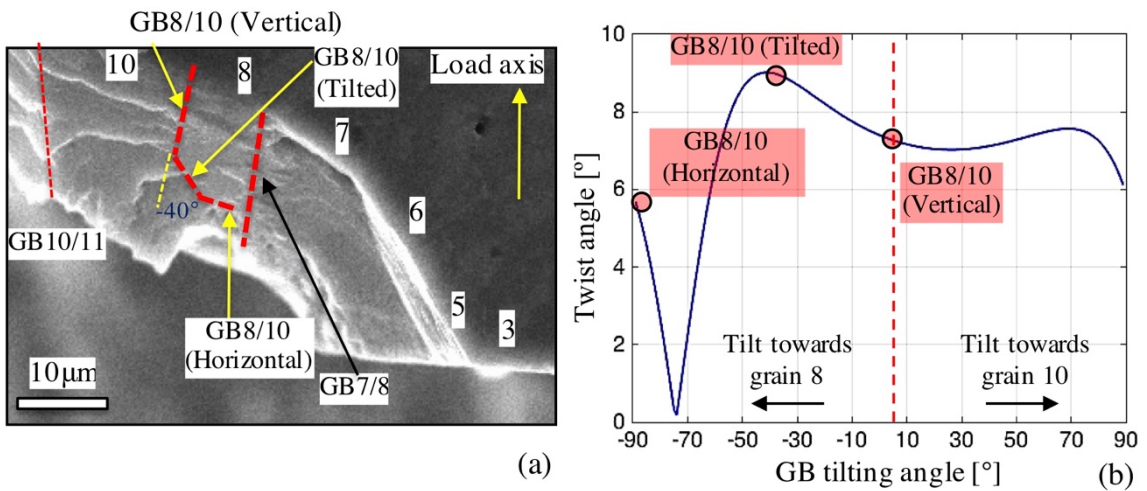 GB8/10 (Vertical)
10
8
GB8/10
(Tilted)
Load axis
7
6
-40°
GB10/11
5
3
GB8/10
(Horizontal)
GB7/8
10μm
(a)
Twist angle [º]
10
8
6
4
2
0
GB8/10 (Tilted)
GB8/10
(Horizontal)
GB8/10
(Vertical)
Tilt towards
grain 8
Tilt towards
grain 10
-90 -70 -50 -30 -10 10 30 50 70 90
GB tilting angle [°]
(b)